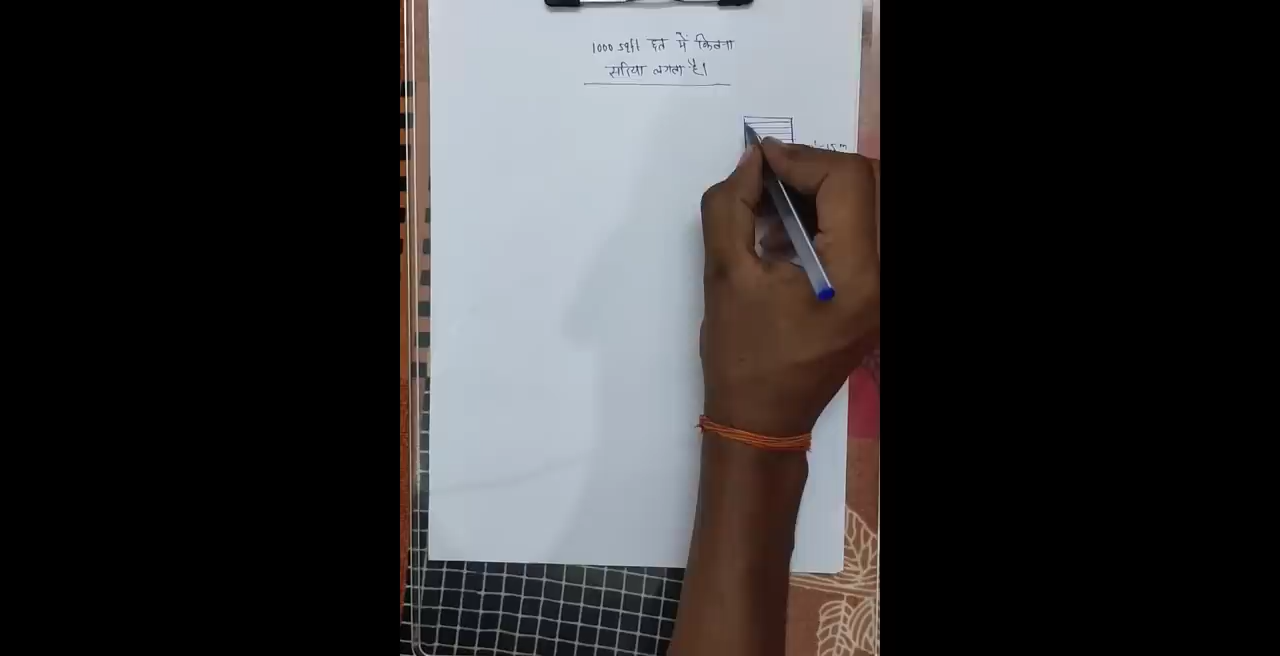 1000 sqft छत में कितना
सरिया लगता है।